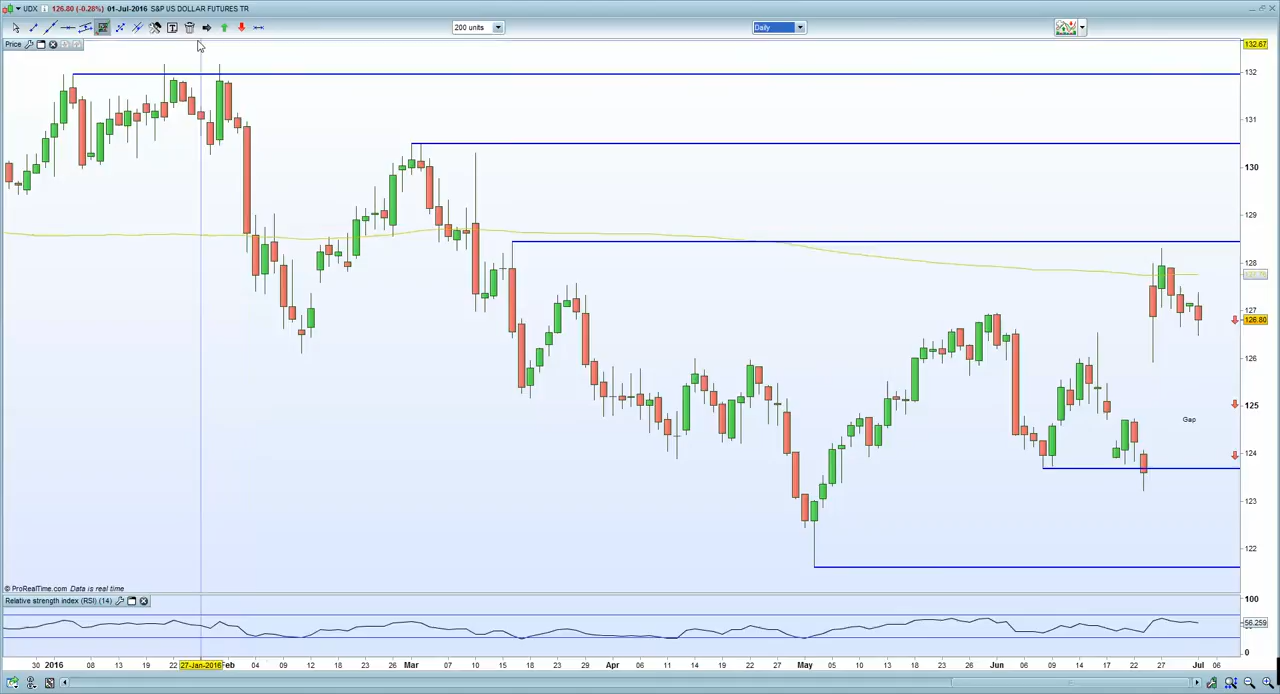 UDX 126.80 (-0.28%) 01-Jul-2016 S&P US DOLLAR FUTURES TR
200 units
Daily
Price
132.87
132
131
130
129
128
127
126.80
126
125
Gap
124
123
122
© ProRealTime.com Data is real time
Relative strength index (RSI) (14)
100
56.259
0
30 2016 08 13 19 22 27-Jan-2016 Feb 04 09 12 18 23 26 Mar 07 10 15 18 23 29 Apr 06 11 14 19 22 27 May 05 10 13 18 23 26 Jun 06 09 14 17 22 27 Jul 06